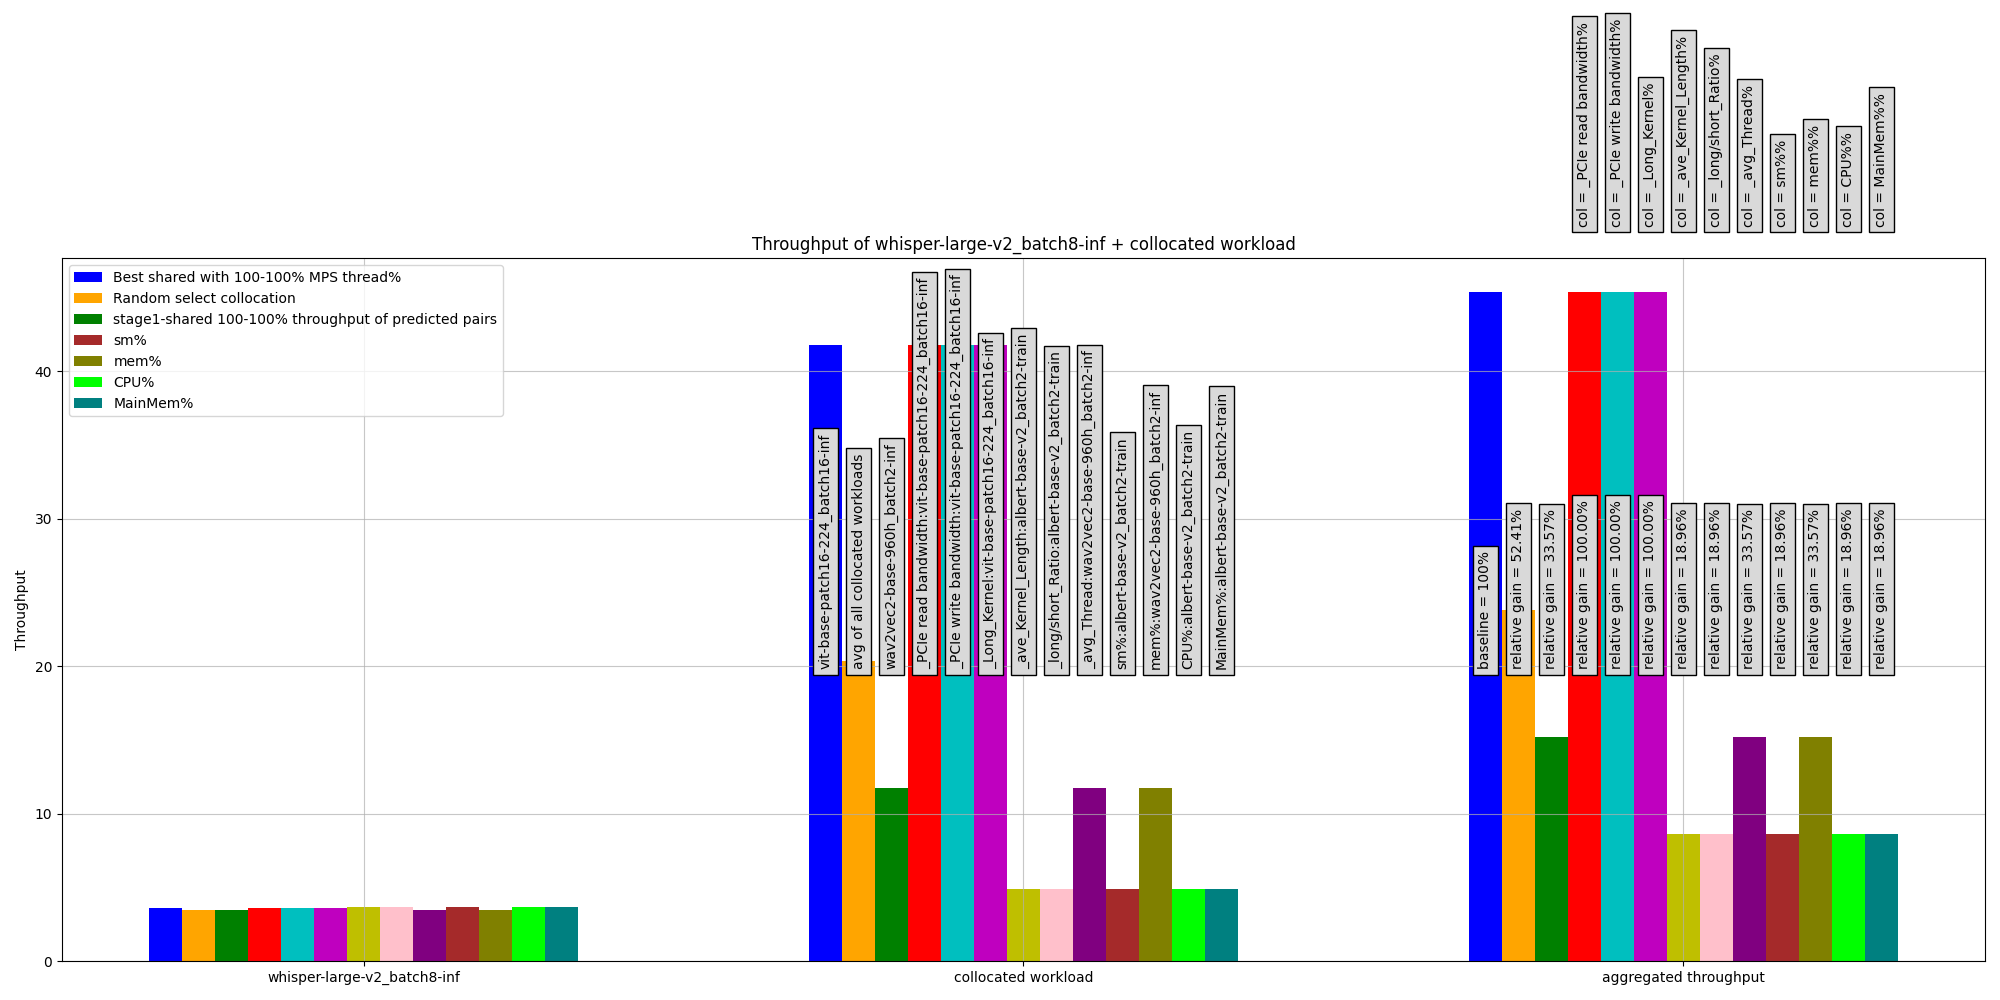 col = _PCIe read bandwidth%
col = _PCIe write bandwidth%
col = _Long_Kernel%
col = _ave_Kernel_Length%
col = _long/short_Ratio%
col = _avg_Thread%
col = sm%%
col = mem%%
col = CPU%%
col = MainMem%%
Throughput of whisper-large-v2_batch8-inf + collocated workload
Best shared with 100-100% MPS thread%
Random select collocation
stage1-shared 100-100% throughput of predicted pairs
sm%
mem%
CPU%
MainMem%
Throughput
40
30
20
10
0
vit-base-patch16-224_batch16-inf
avg of all collocated workloads
wav2vec2-base-960h_batch2-inf
_PCIe read bandwidth:vit-base-patch16-224_batch16-inf
_PCIe write bandwidth:vit-base-patch16-224_batch16-inf
_Long_Kernel:vit-base-patch16-224_batch16-inf
_ave_Kernel_Length:albert-base-v2_batch2-train
_long/short_Ratio:albert-base-v2_batch2-train
_avg_Thread:wav2vec2-base-960h_batch2-inf
sm%:albert-base-v2_batch2-train
mem%:wav2vec2-base-960h_batch2-inf
CPU%:albert-base-v2_batch2-train
MainMem%:albert-base-v2_batch2-train
baseline = 100%
relative gain = 52.41%
relative gain = 33.57%
relative gain = 100.00%
relative gain = 100.00%
relative gain = 100.00%
relative gain = 18.96%
relative gain = 18.96%
relative gain = 33.57%
relative gain = 18.96%
relative gain = 33.57%
relative gain = 18.96%
relative gain = 18.96%
whisper-large-v2_batch8-inf
collocated workload
aggregated throughput